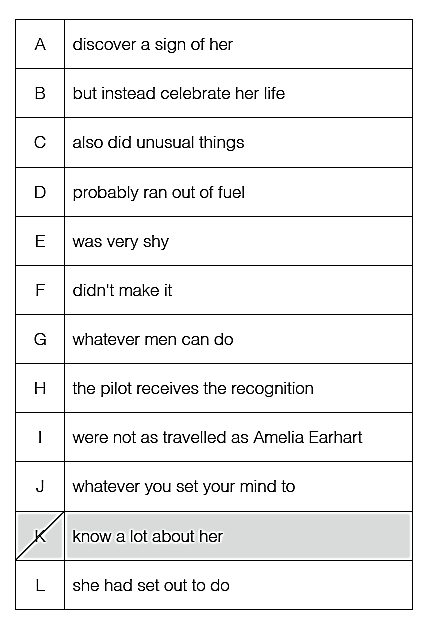 A discover a sign of her
B but instead celebrate her life
C also did unusual things
D probably ran out of fuel
E was very shy
F didn't make it
G whatever men can do
H the pilot receives the recognition
I were not as travelled as Amelia Earhart
J whatever you set your mind to
K know a lot about her
L she had set out to do